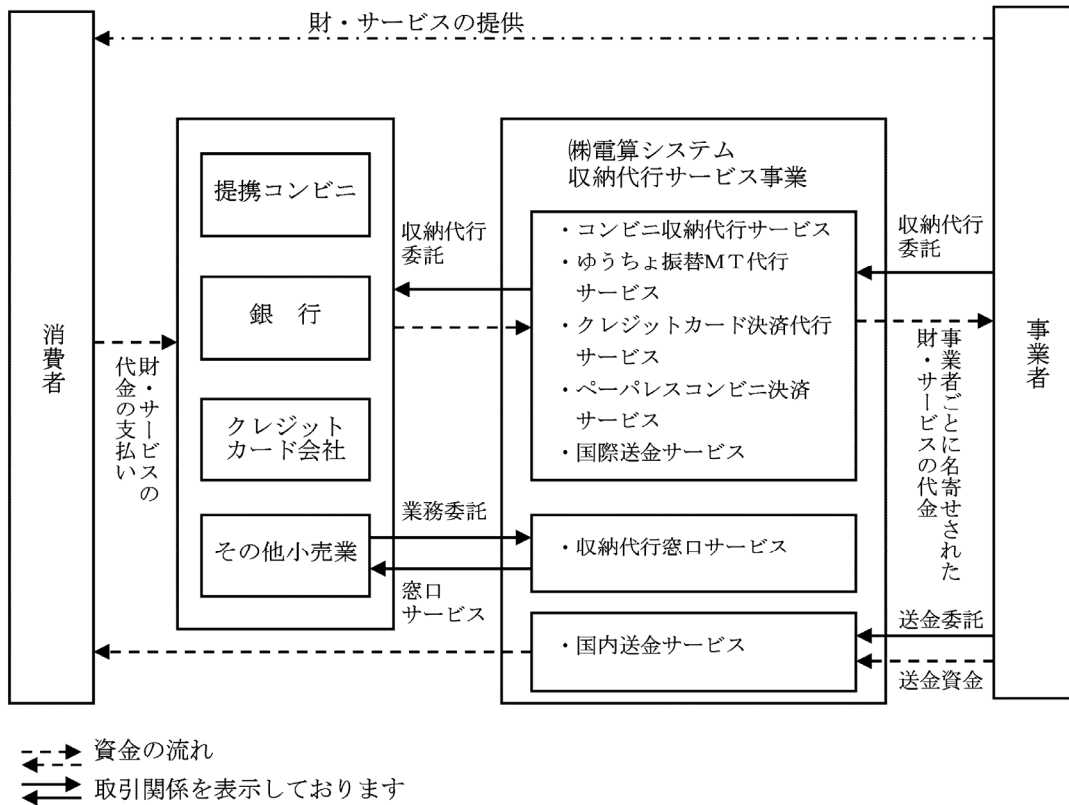 財・サービスの提供
㈱電算システム
収納代行サービス事業
提携コンビニ
銀　行
クレジット
カード会社
その他小売業
収納代行
委託
・コンビニ収納代行サービス
・ゆうちょ振替ＭＴ代行
サービス
・クレジットカード決済代行
サービス
・ペーパレスコンビニ決済
サービス
・国際送金サービス
収納代行
委託
消費者
事業者
財・サービスの
代金の支払い
事業者ごとに名寄せされた
財・サービスの代金
業務委託
・収納代行窓口サービス
窓口
サービス
・国内送金サービス
送金委託
送金資金
資金の流れ
取引関係を表示しております